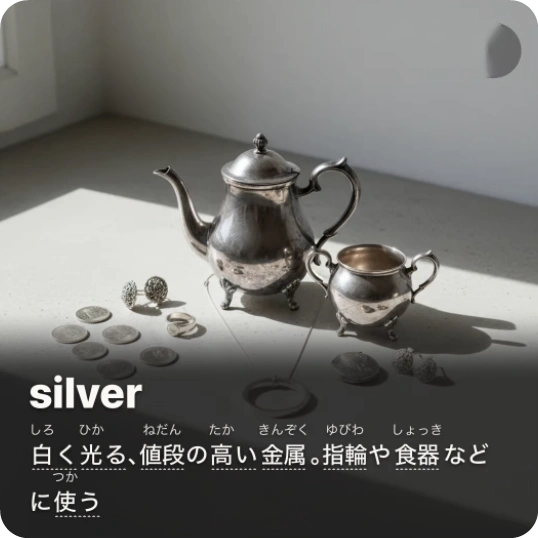 silver
しろ ひか ねだん たか きんぞく ゆびわ しょっき
白く光る、値段の高い金属。指輪や食器など
つか
に使う